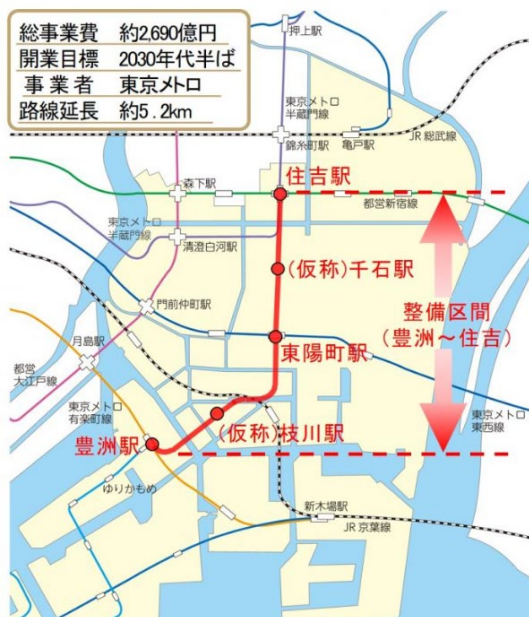 総事業費 約2,690億円
開業目標 2030年代半ば
事業者 東京メトロ
路線延長 約5.2km
押上駅
東京メトロ
半蔵門線
錦糸町駅
亀戸駅
JR 総武線
住吉駅
森下駅
都営新宿線
東京メトロ
半蔵門線
清澄白河駅
(仮称)千石駅
整備区間
(豊洲～住吉)
門前仲町駅
東陽町駅
月島駅
都営
大江戸線
東京メトロ
有楽町線
東京メトロ
東西線
(仮称)枝川駅
豊洲駅
ゆりかもめ
新木場駅
JR 京葉線